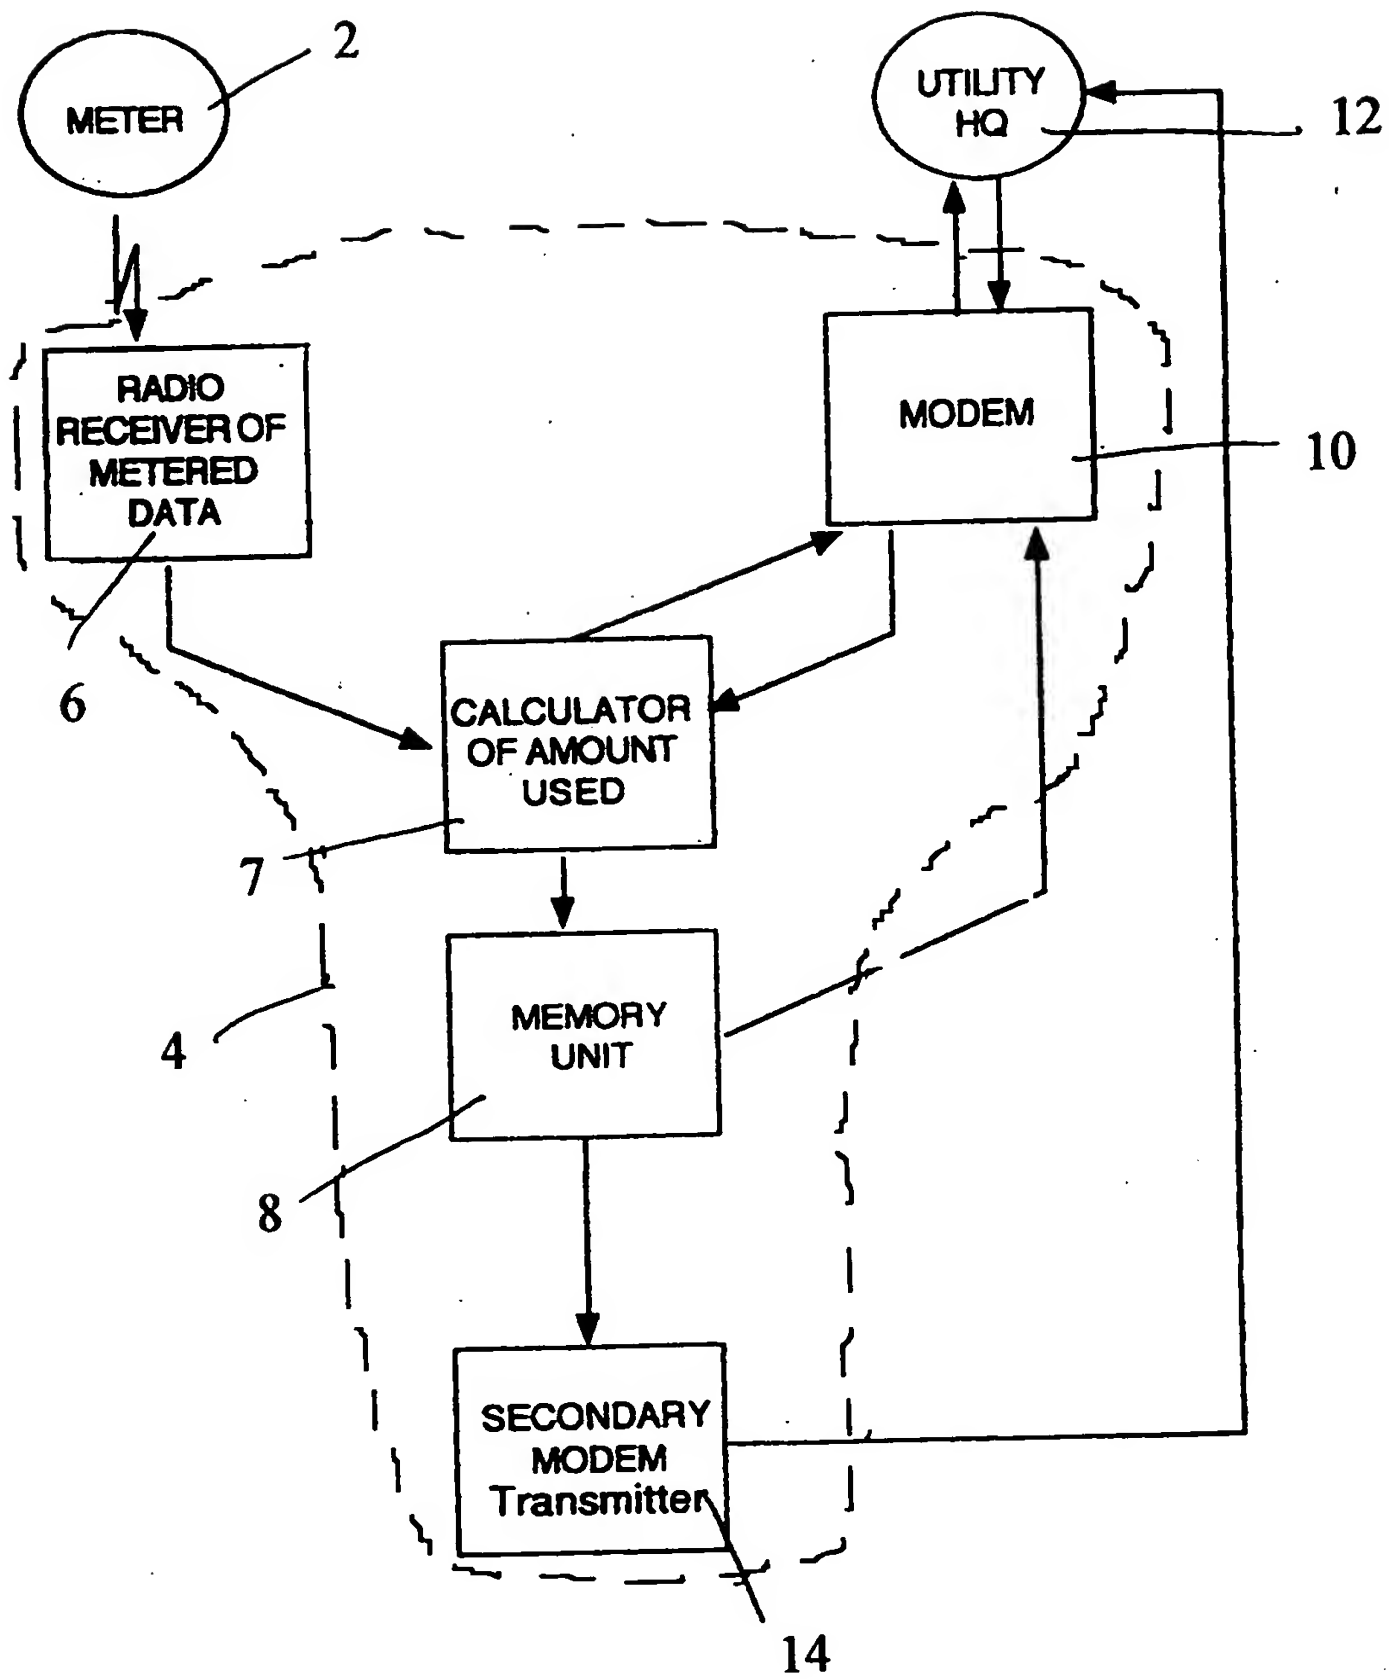 2
METER
UTILITY
HQ
12
RADIO
RECEIVER OF
METERED
DATA
MODEM
10
6
CALCULATOR
OF AMOUNT
USED
7
MEMORY
UNIT
4
8
SECONDARY
MODEM
Transmitter
14